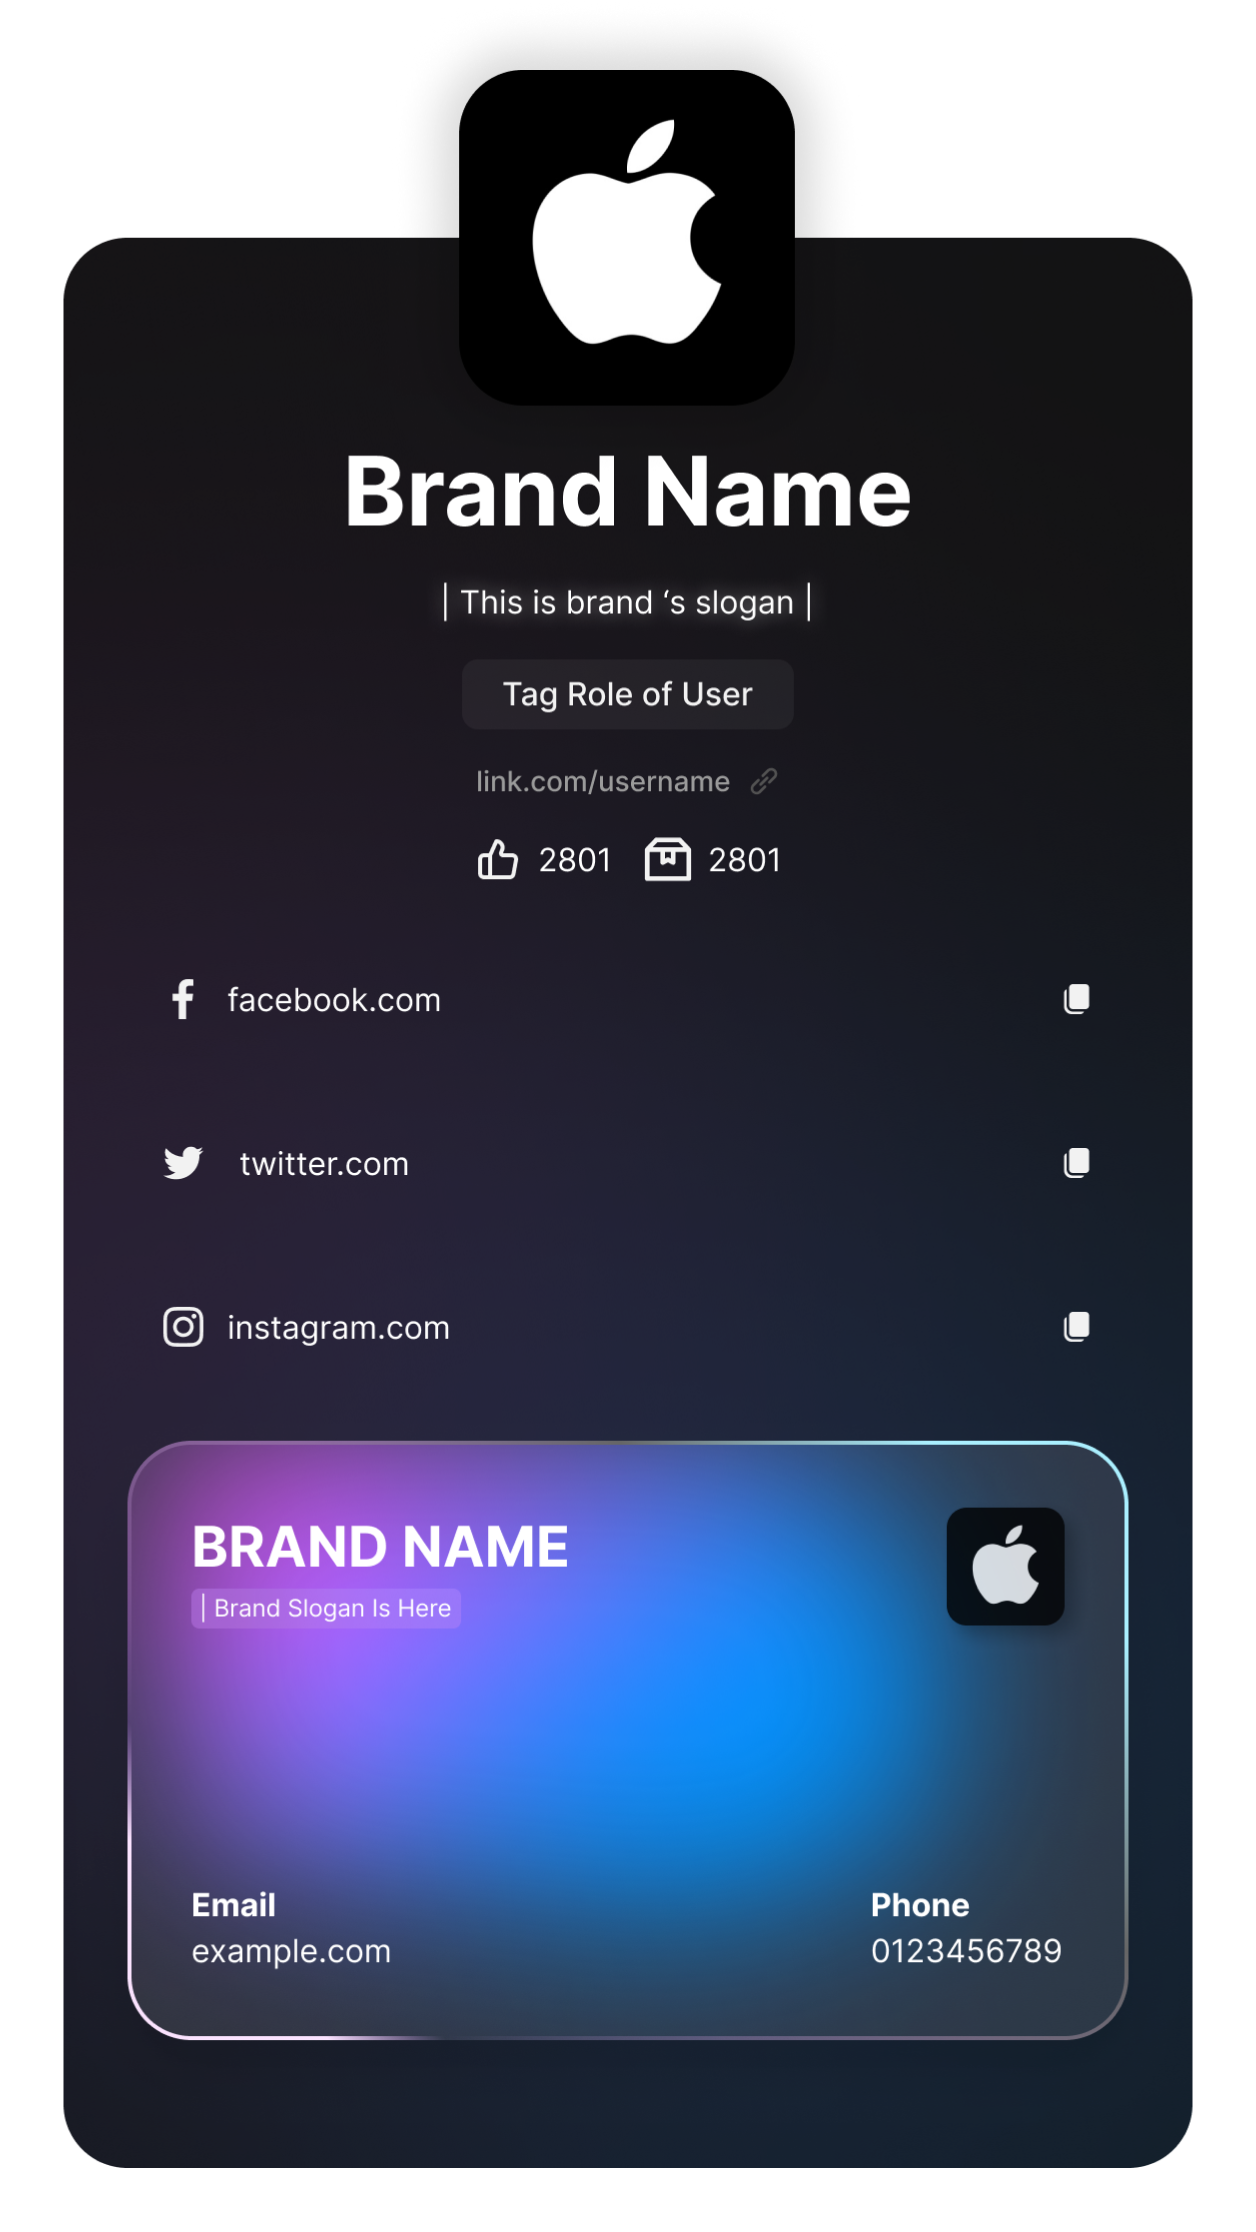 Brand Name
| This is brand ‘s slogan |
Tag Role of User
link.com/username
2801 2801
facebook.com
twitter.com
instagram.com
BRAND NAME
| Brand Slogan Is Here
Email Phone
example.com 0123456789